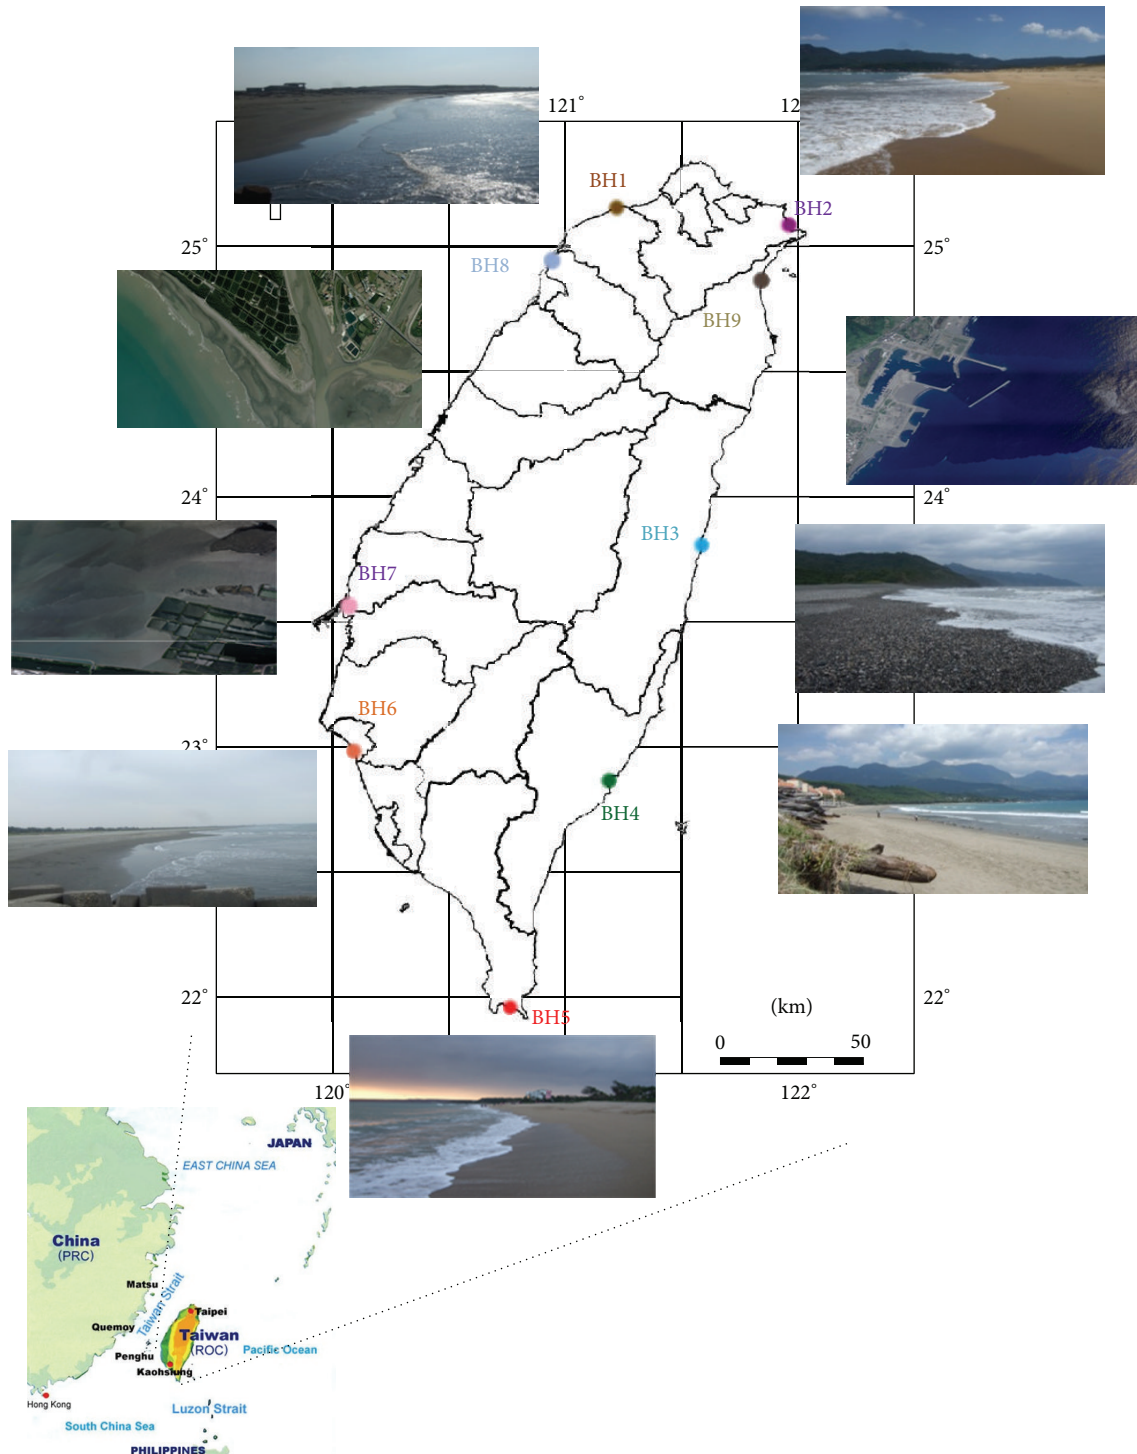 121°
12
BH1
BH2
25°
25°
BH8
BH9
24°
24°
BH3
BH7
BH6
23°
BH4
22°
22°
BH5
(km)
0
50
120°
122°
JAPAN
EAST CHINA SEA
China
(PRC)
Matsu
Taiwan Strait
Taipei
Quemoy
Taiwan
(ROC)
Pacific Ocean
Penghu
Kaohsiung
Hong Kong
Luzon Strait
South China Sea
PHILIPPINES